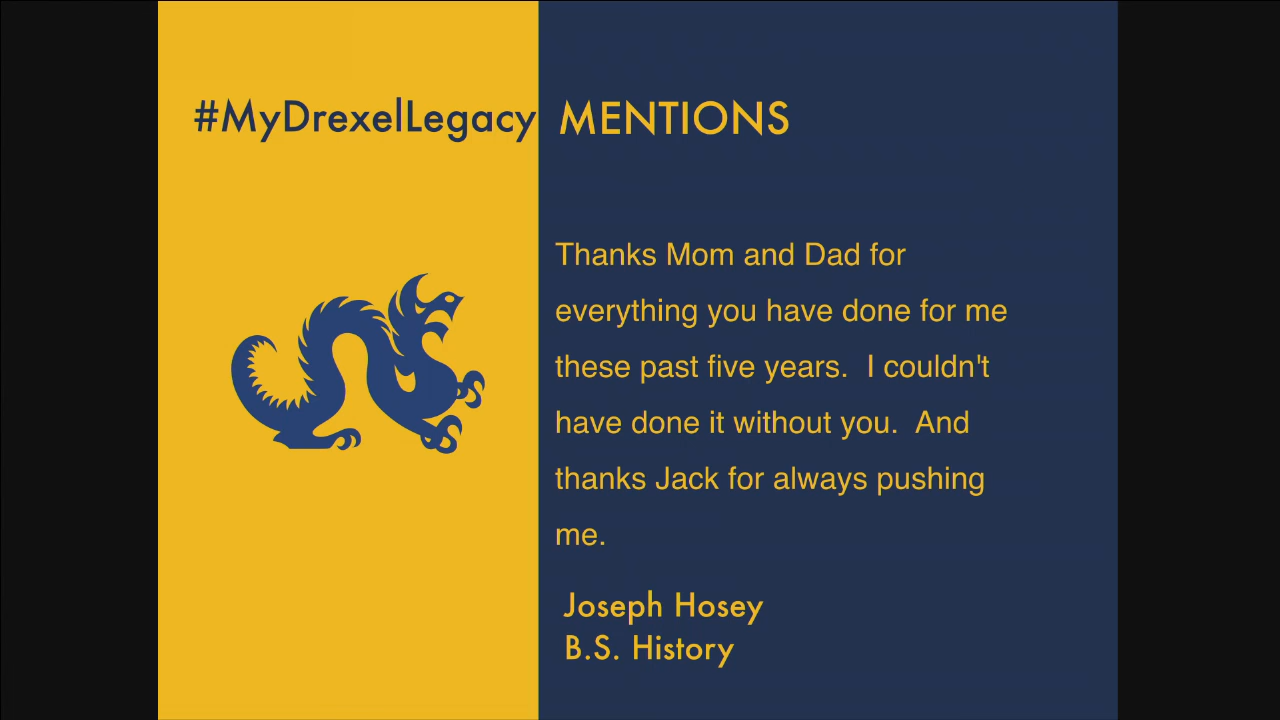 #MyDrexelLegacy MENTIONS
Thanks Mom and Dad for
everything you have done for me
these past five years.  I couldn't
have done it without you.  And
thanks Jack for always pushing
me.
Joseph Hosey
B.S. History